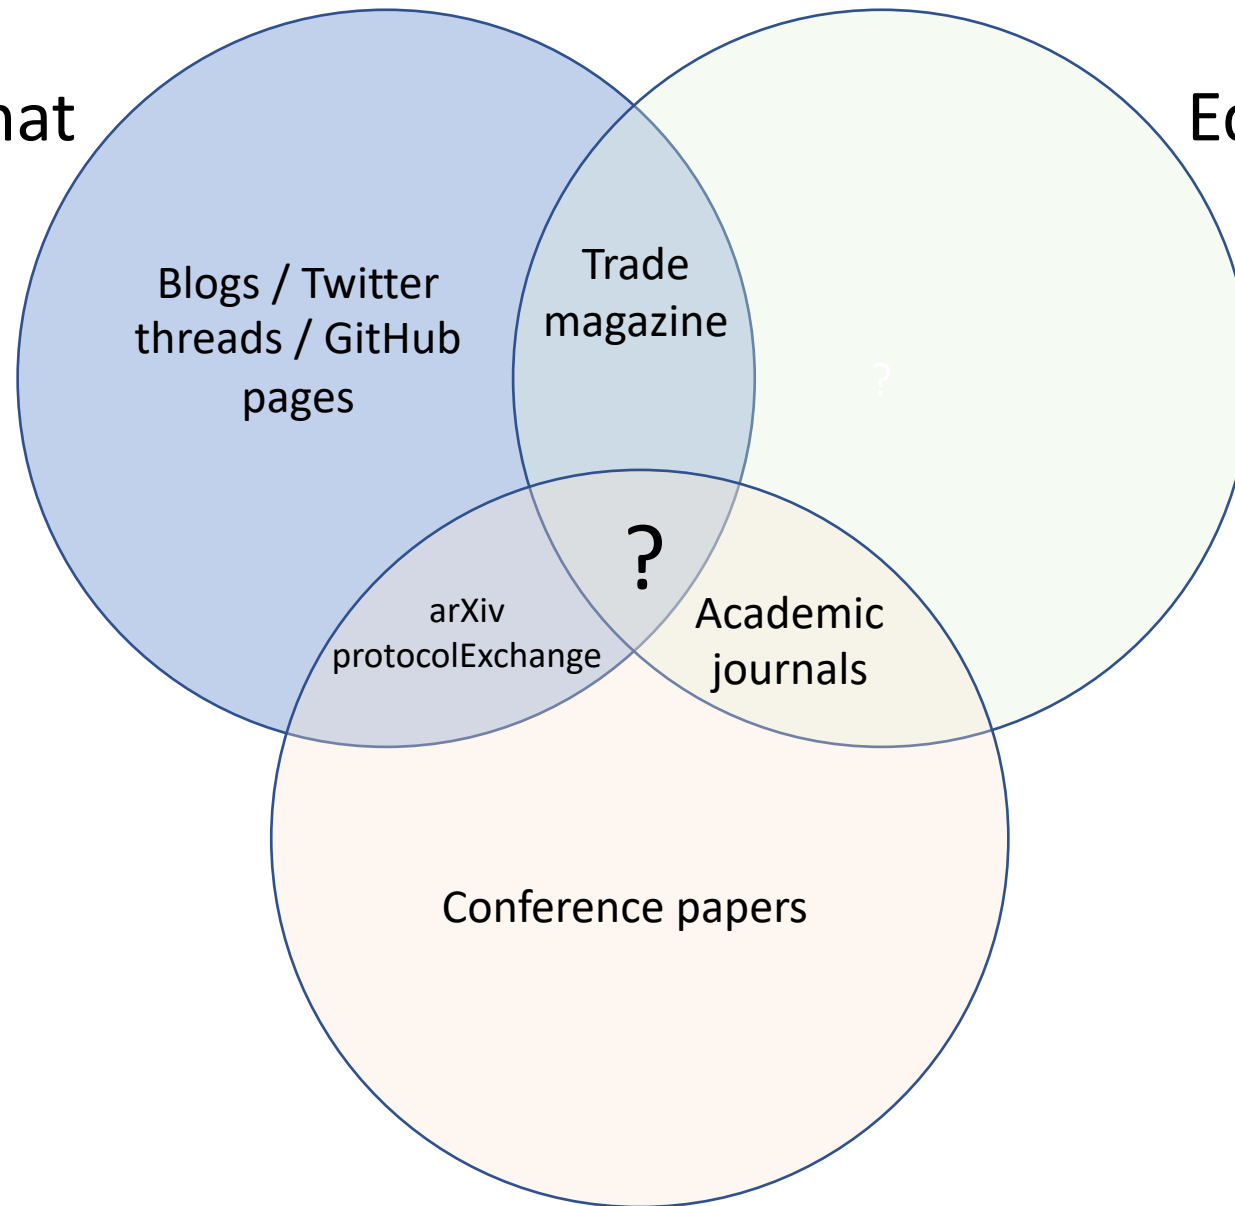 nat
Ec
Blogs / Twitter
threads / GitHub
pages
Trade
magazine
?
?
arXiv
protocolExchange
Academic
journals
Conference papers